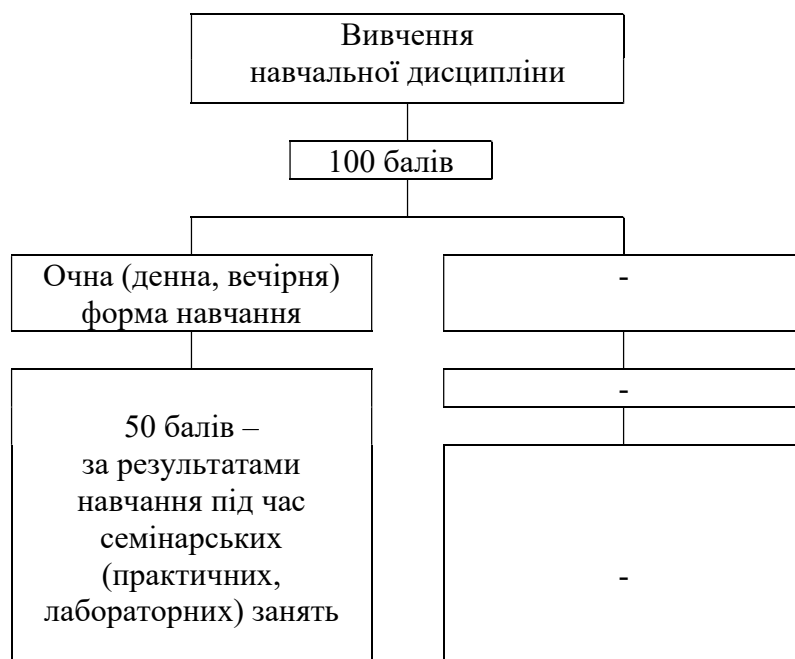 Вивчення
навчальної дисципліни
100 балів
Очна (денна, вечірня)
форма навчання
-
-
50 балів –
за результатами
навчання під час
семінарських
(практичних,
лабораторних) занять
-